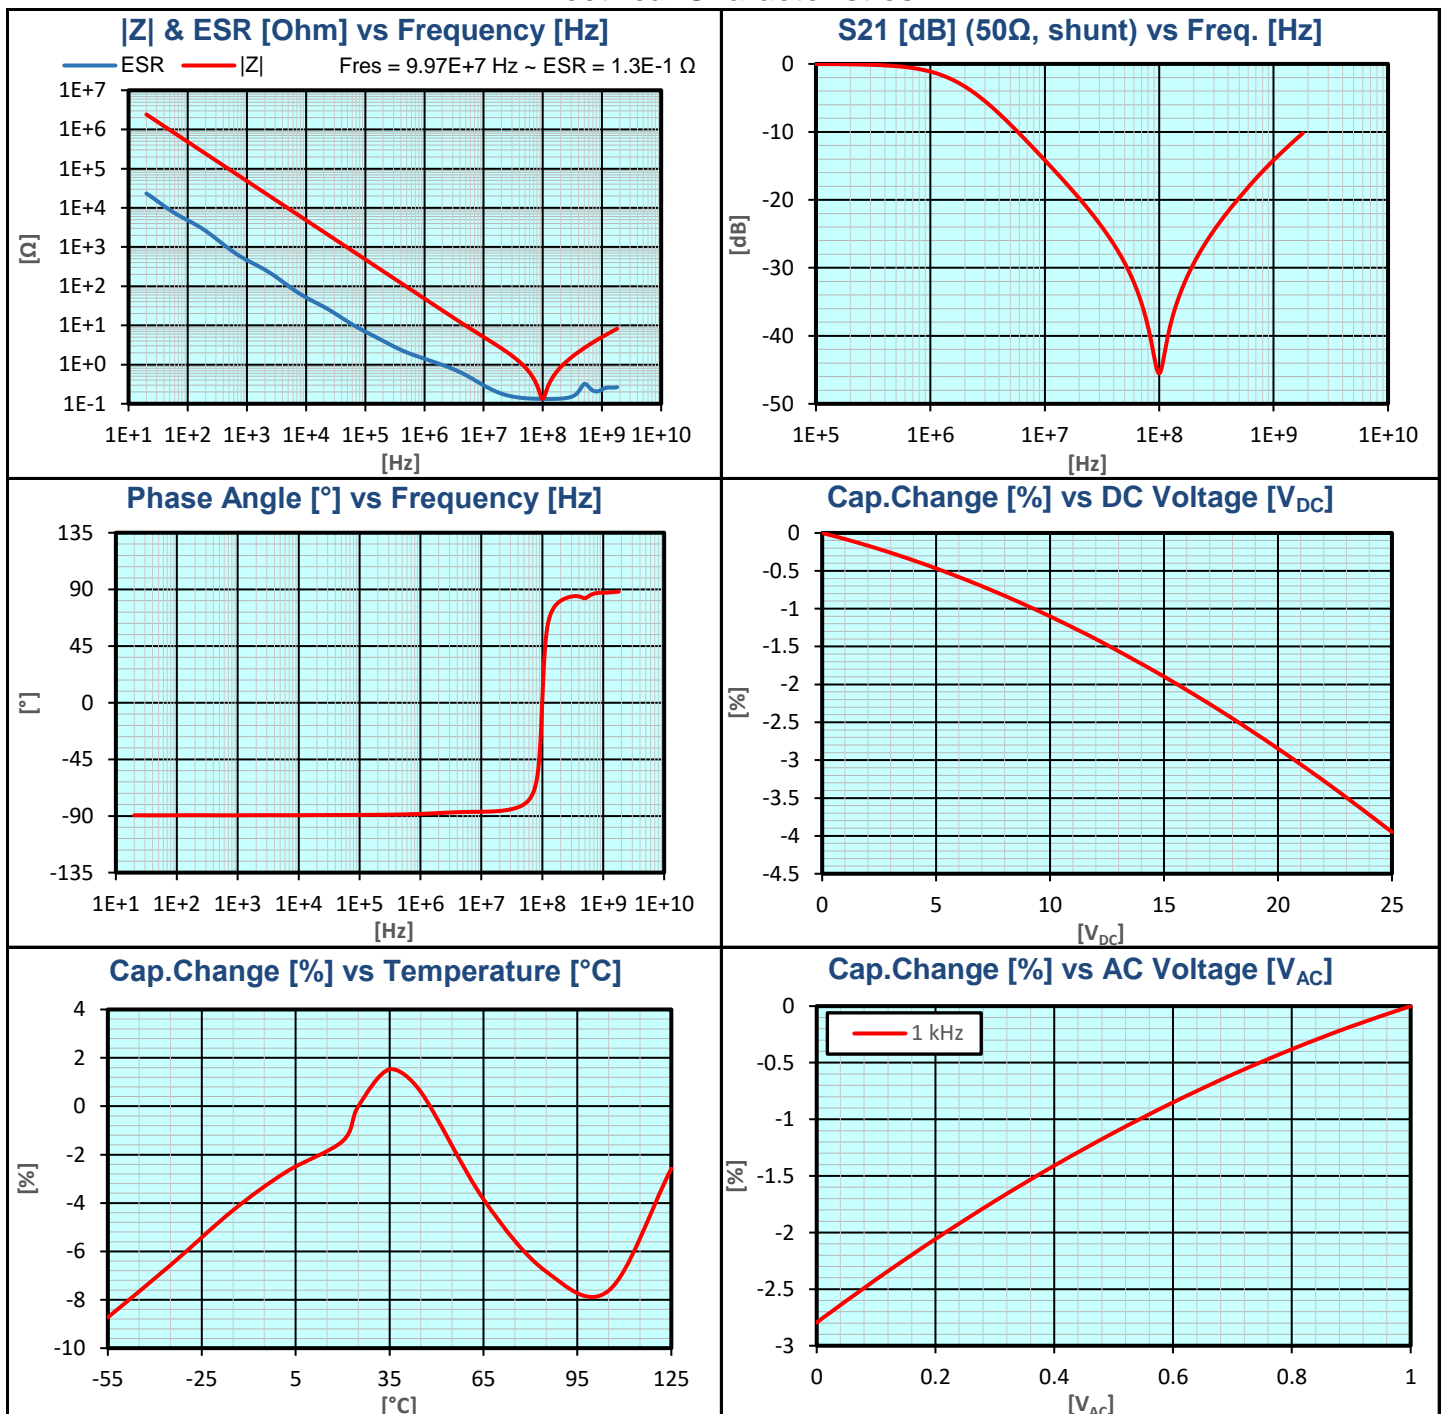 |Z| & ESR [Ohm] vs Frequency [Hz]
ESR |Z| Fres = 9.97E+7 Hz ~ ESR = 1.3E-1 Ω
1E+7
1E+6
1E+5
1E+4
1E+3
1E+2
1E+1
1E+0
1E-1
[Ω]
1E+1 1E+2 1E+3 1E+4 1E+5 1E+6 1E+7 1E+8 1E+9 1E+10
[Hz]
S21 [dB] (50Ω, shunt) vs Freq. [Hz]
0
-10
-20
-30
-40
-50
[dB]
1E+5 1E+6 1E+7 1E+8 1E+9 1E+10
[Hz]
Phase Angle [°] vs Frequency [Hz]
135
90
45
0
-45
-90
-135
[°]
1E+1 1E+2 1E+3 1E+4 1E+5 1E+6 1E+7 1E+8 1E+9 1E+10
[Hz]
Cap.Change [%] vs DC Voltage [VDC]
0
-0.5
-1
-1.5
-2
-2.5
-3
-3.5
-4
-4.5
[%]
0 5 10 15 20 25
[VDC]
Cap.Change [%] vs Temperature [°C]
4
2
0
-2
-4
-6
-8
-10
[%]
-55 -25 5 35 65 95 125
[°C]
Cap.Change [%] vs AC Voltage [VAC]
1 kHz
0
-0.5
-1
-1.5
-2
-2.5
-3
[%]
0 0.2 0.4 0.6 0.8 1
[VAC]